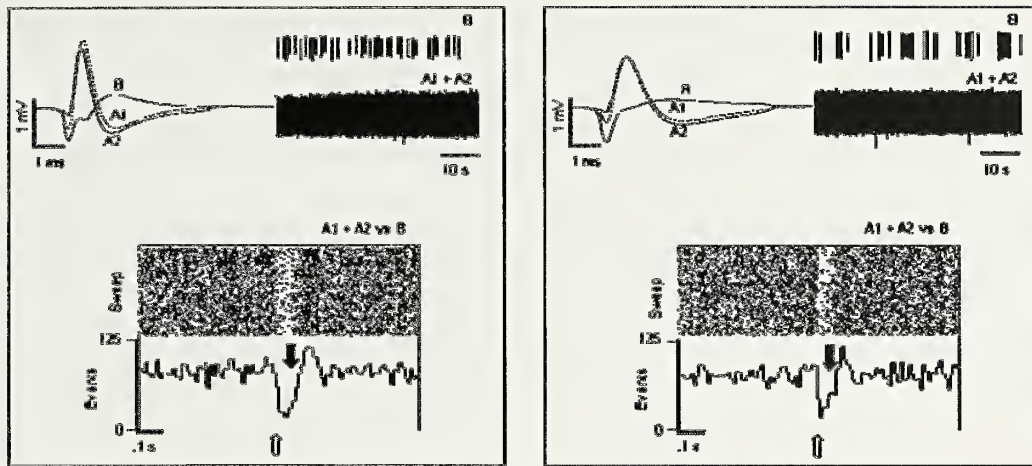 B
A1 + A2
B
A1
A2
1 mV
1 ms
10 s
A1 + A2 vs B
Sweep
125
Events
0
.1 s
B
A1 + A2
B
A1
A2
1 mV
1 ms
10 s
A1 + A2 vs B
Sweep
125
Events
0
.1 s